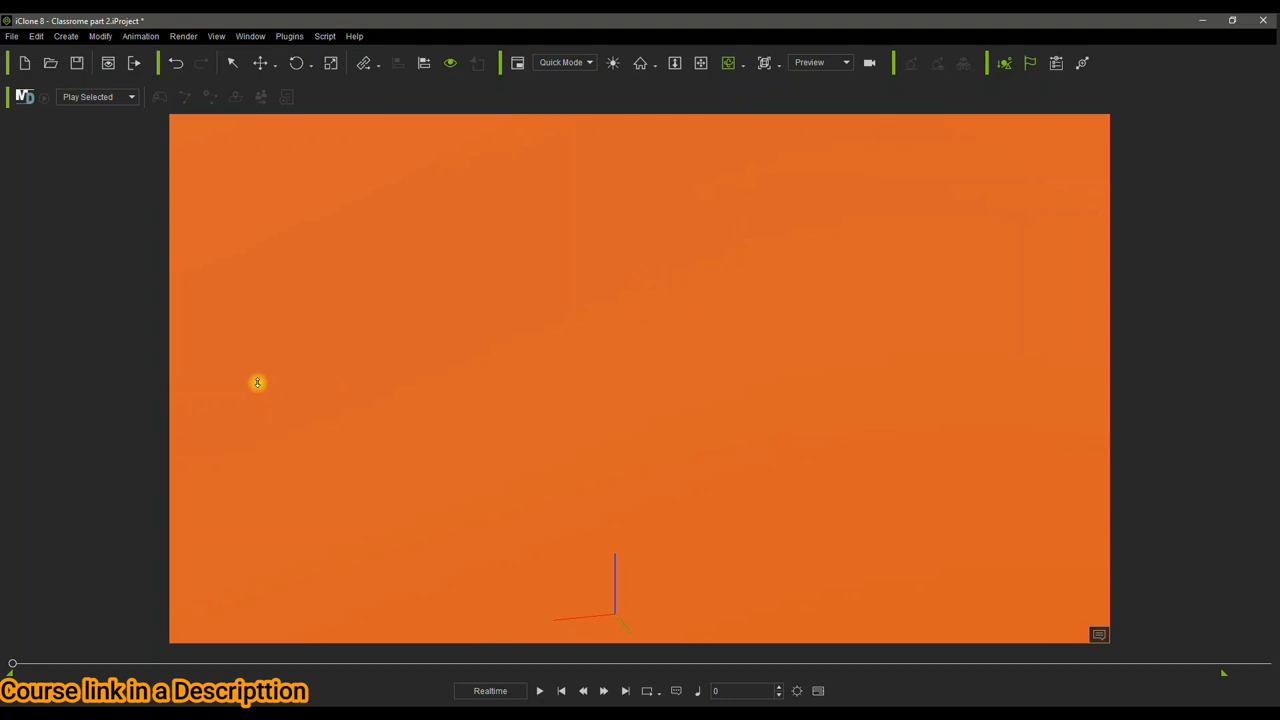 iClone 8 - Classrome part 2.iProject *
File Edit Create Modify Animation Render View Window Plugins Script Help
Quick Mode Preview
MD Play Selected
Realtime 0
Course link in a Descripttion